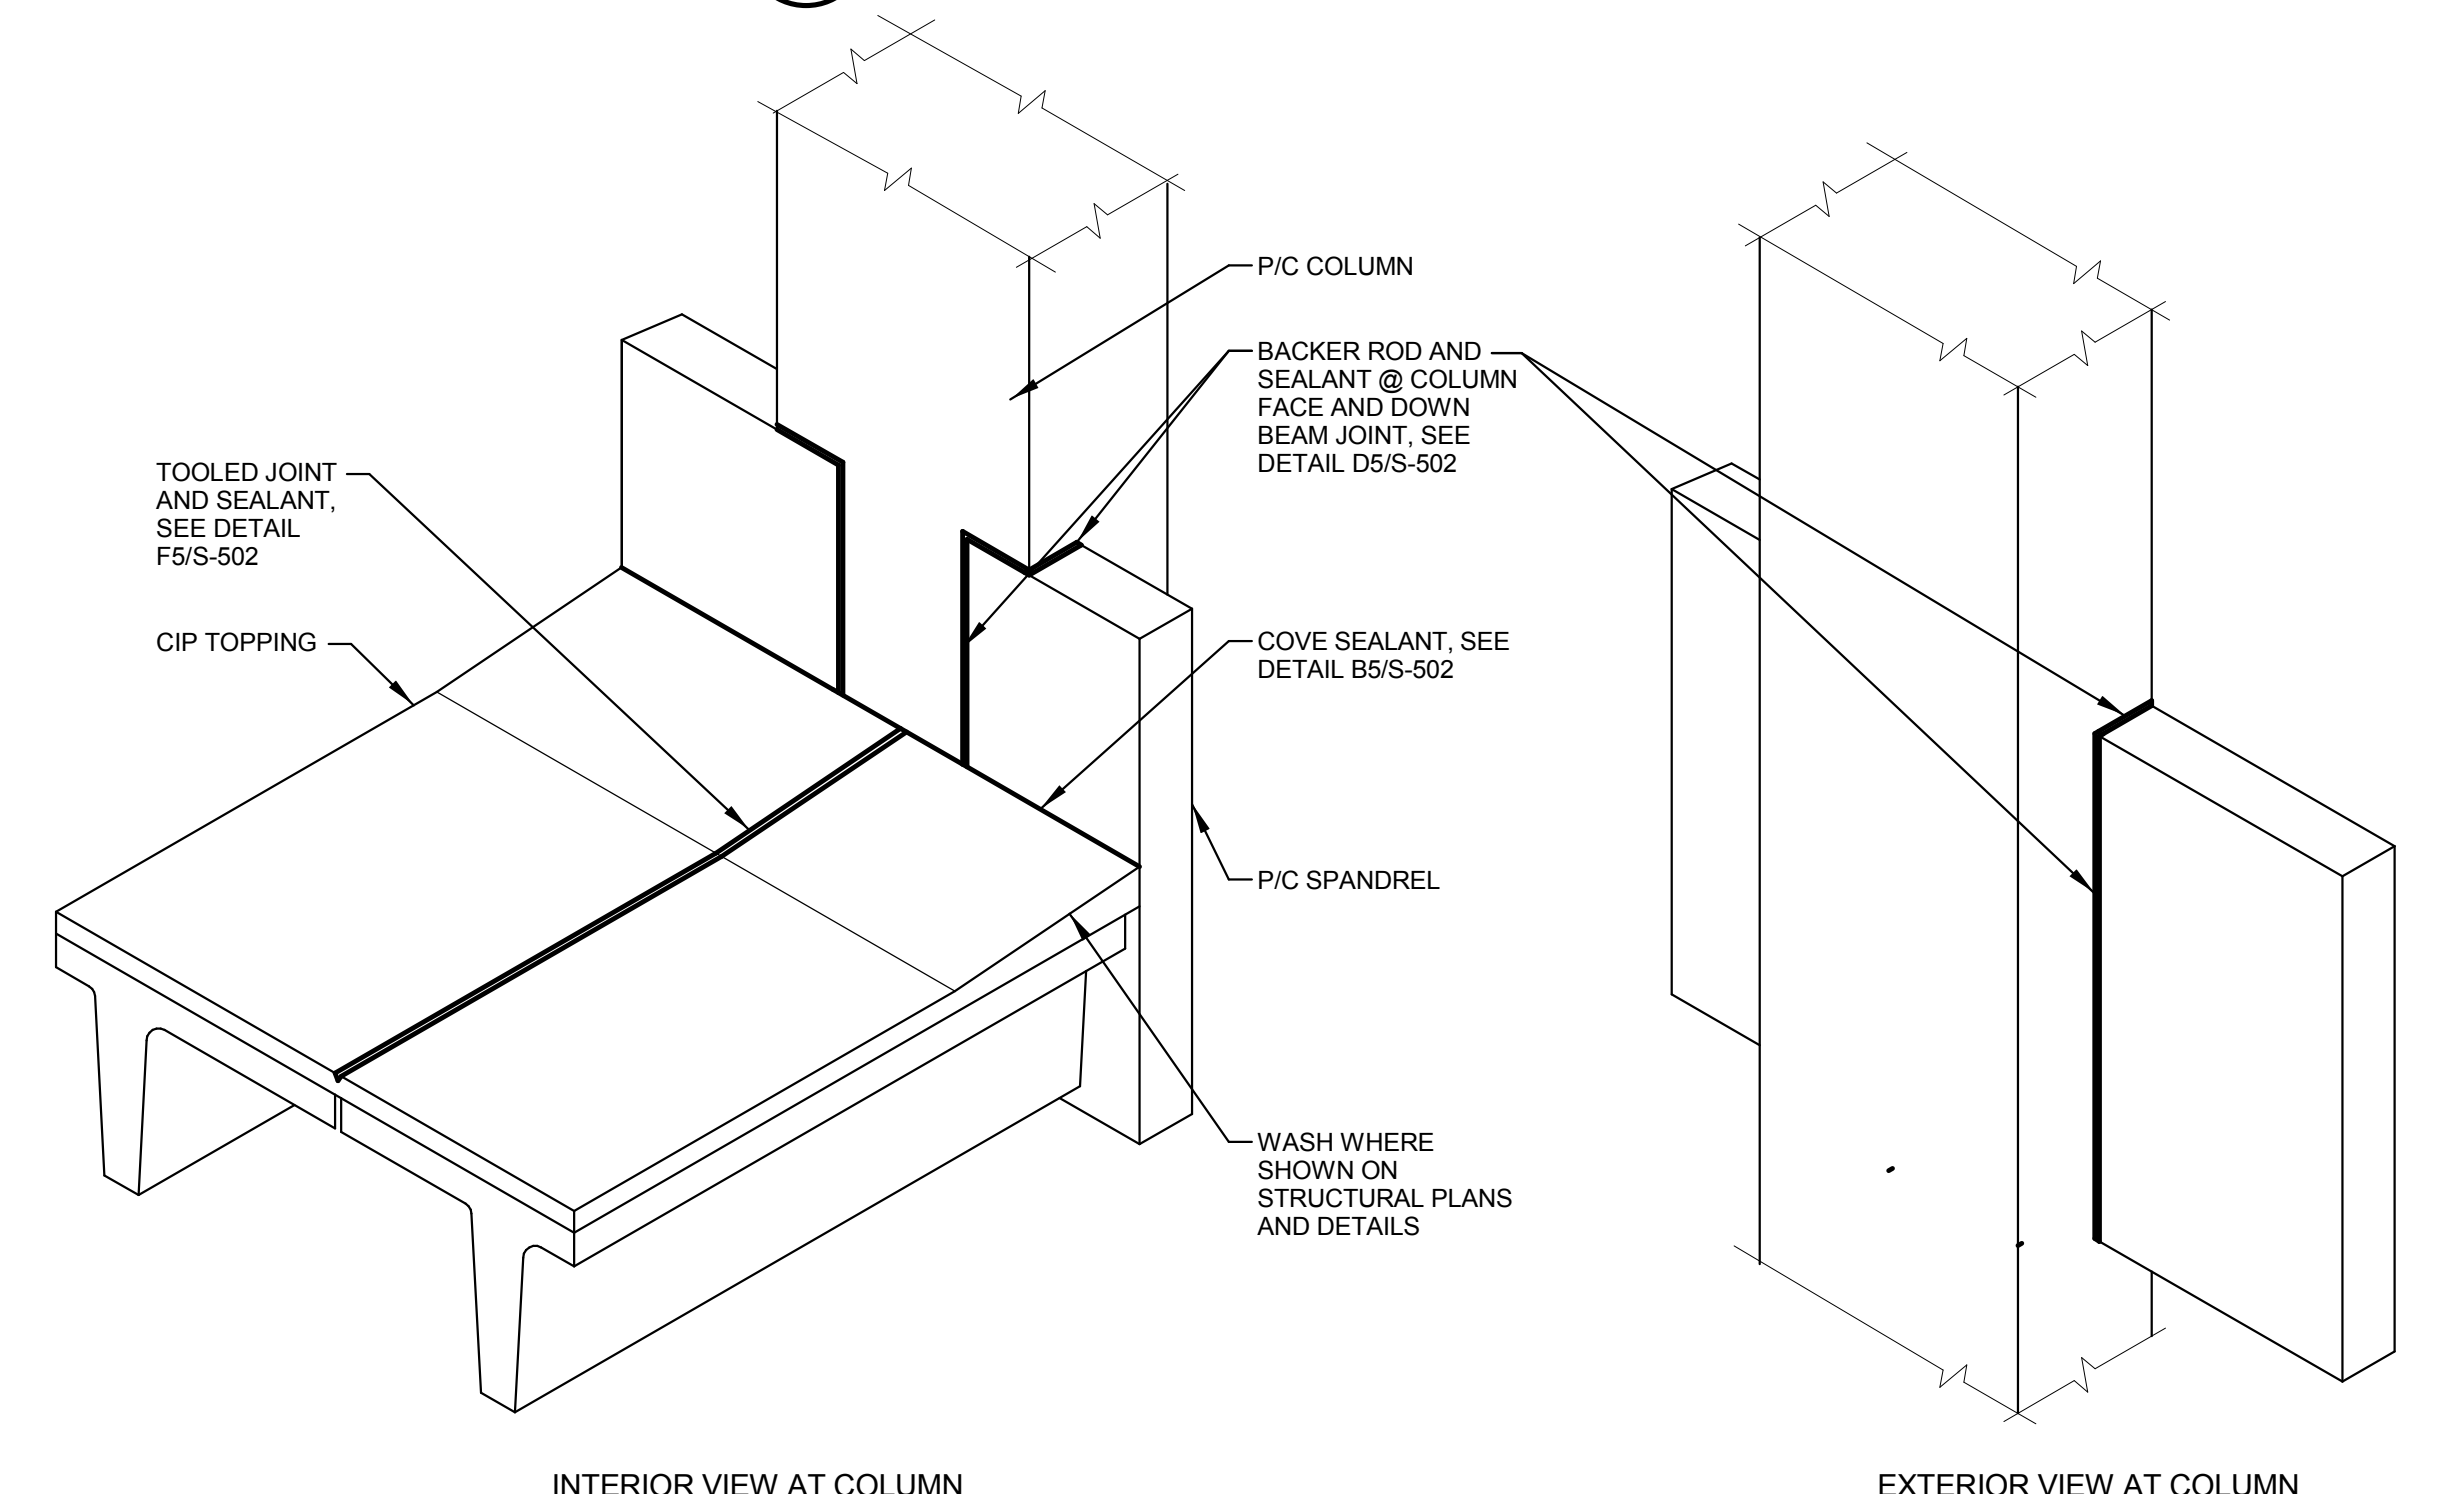 P/C COLUMN
BACKER ROD AND
SEALANT @ COLUMN
FACE AND DOWN
BEAM JOINT, SEE
DETAIL D5/S-502
TOOLED JOINT
AND SEALANT,
SEE DETAIL
F5/S-502
CIP TOPPING
COVE SEALANT, SEE
DETAIL B5/S-502
P/C SPANDREL
WASH WHERE
SHOWN ON
STRUCTURAL PLANS
AND DETAILS
INTERIOR VIEW AT COLUMN
EXTERIOR VIEW AT COLUMN